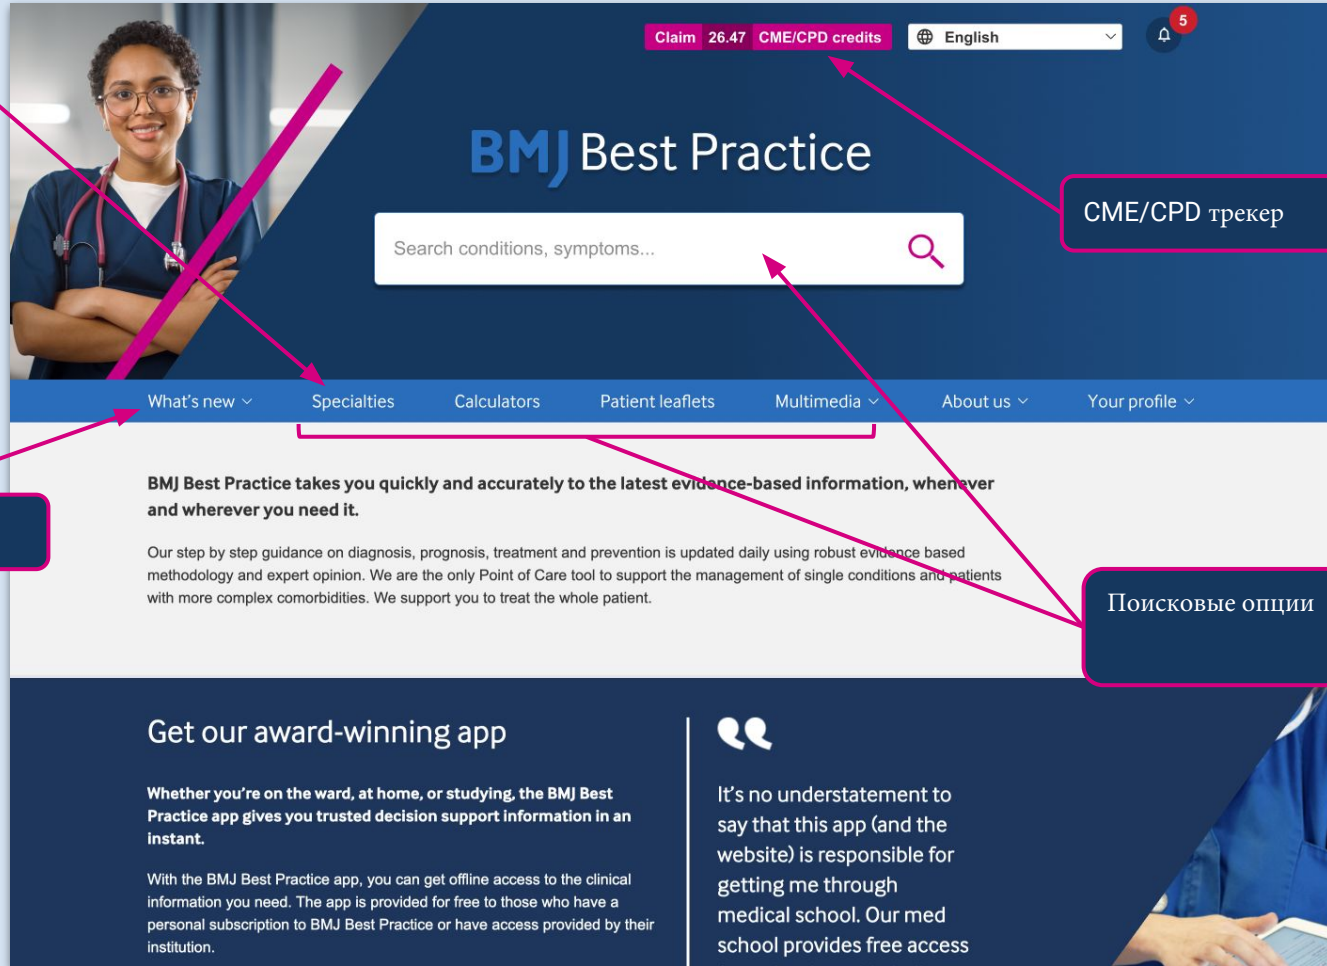 Claim 26.47 CME/CPD credits
English
5
BMJ Best Practice
CME/CPD трекер
Search conditions, symptoms...
What's new
Specialties
Calculators
Patient leaflets
Multimedia
About us
Your profile
BMJ Best Practice takes you quickly and accurately to the latest evidence-based information, whenever
and wherever you need it.
Our step by step guidance on diagnosis, prognosis, treatment and prevention is updated daily using robust evidence based
methodology and expert opinion. We are the only Point of Care tool to support the management of single conditions and patients
with more complex comorbidities. We support you to treat the whole patient.
Поисковые опции
Get our award-winning app
Whether you're on the ward, at home, or studying, the BMJ Best
Practice app gives you trusted decision support information in an
instant.
With the BMJ Best Practice app, you can get offline access to the clinical
information you need. The app is provided for free to those who have a
personal subscription to BMJ Best Practice or have access provided by their
institution.
It's no understatement to
say that this app (and the
website) is responsible for
getting me through
medical school. Our med
school provides free access